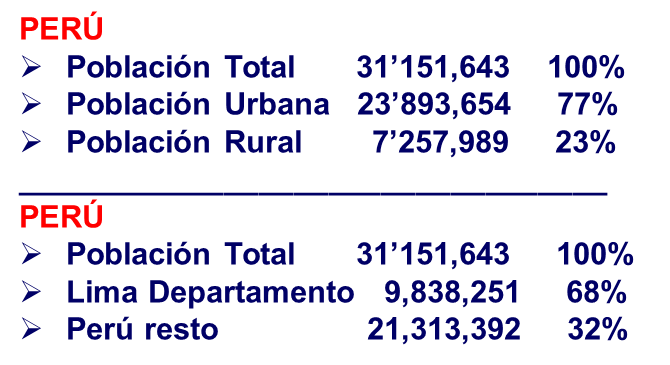 PERÚ
➢ Población Total 31’151,643 100%
➢ Población Urbana 23’893,654 77%
➢ Población Rural 7’257,989 23%
PERÚ
➢ Población Total 31’151,643 100%
➢ Lima Departamento 9,838,251 68%
➢ Perú resto 21,313,392 32%